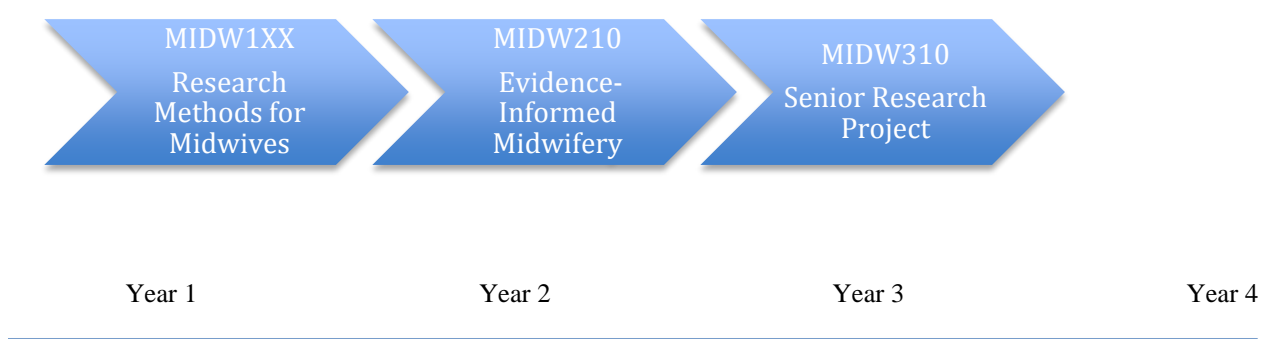 MIDW1XX
Research
Methods for
Midwives
MIDW210
Evidence-
Informed
Midwifery
MIDW310
Senior Research
Project
Year 1
Year 2
Year 3
Year 4